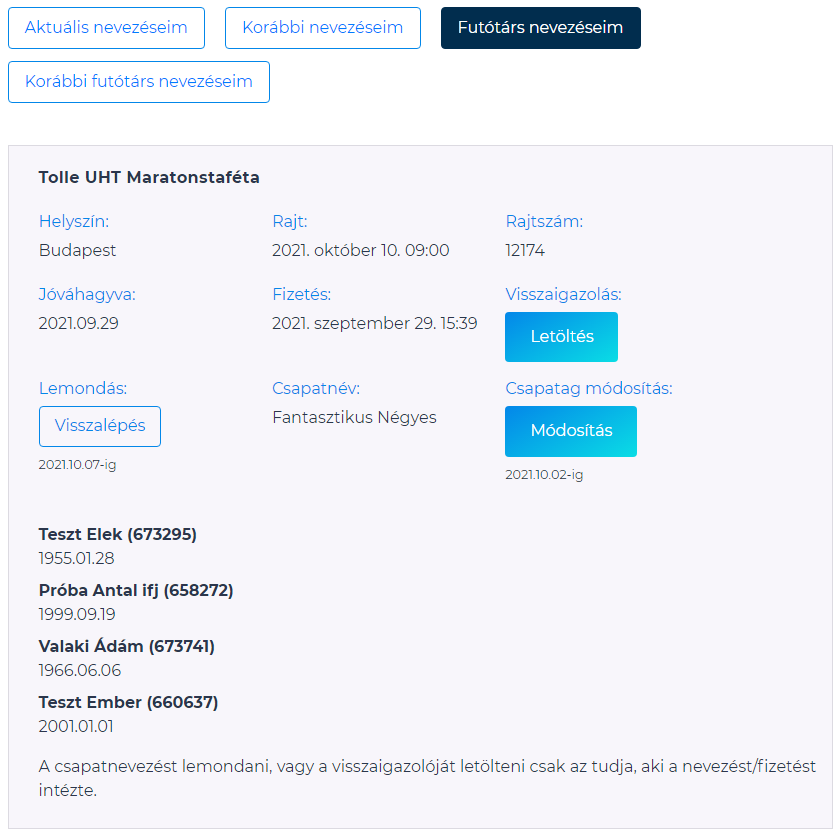 Aktuális nevezéseim
Korábbi nevezéseim
Futótárs nevezéseim
Korábbi futótárs nevezéseim
Tolle UHT Maratonstaféta
Helyszín:
Budapest
Rajt:
2021. október 10. 09:00
Rajtszám:
12174
Jóváhagyva:
2021.09.29
Fizetés:
2021. szeptember 29. 15:39
Visszaigazolás:
Letöltés
Lemondás:
Visszalépés
2021.10.07-ig
Csapatnév:
Fantasztikus Négyes
Csapatag módosítás:
Módosítás
2021.10.02-ig
Teszt Elek (673295)
1955.01.28
Próba Antal ifj (658272)
1999.09.19
Valaki Ádám (673741)
1966.06.06
Teszt Ember (660637)
2001.01.01
A csapatnevezést lemondani, vagy a visszaigazolóját letölteni csak az tudja, aki a nevezést/fizetést
intézte.